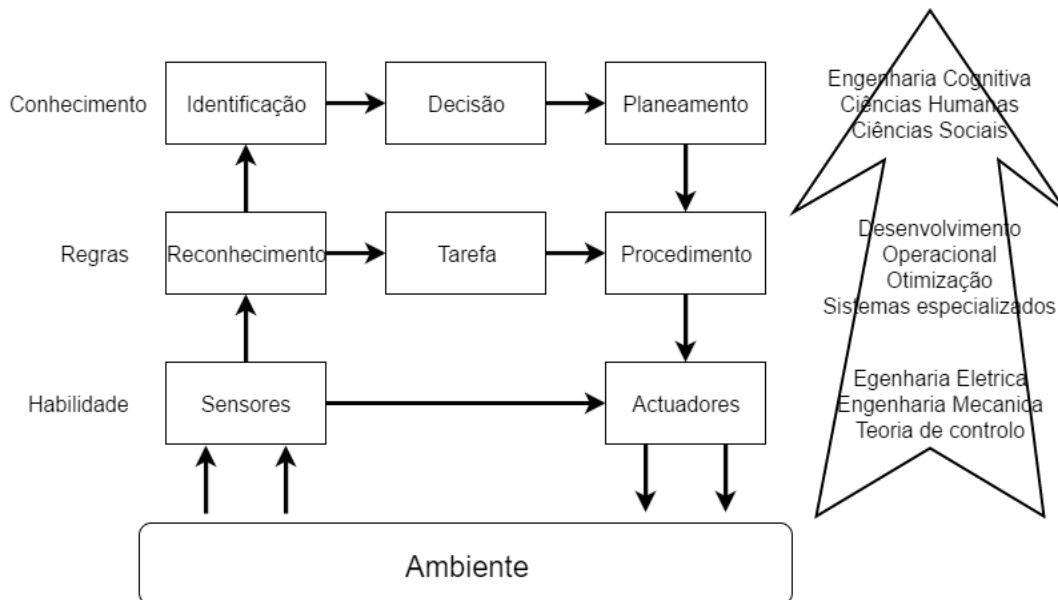 Conhecimento
Identificação
Decisão
Planeamento
Engenharia Cognitiva
Ciências Humanas
Ciências Sociais
Regras
Reconhecimento
Tarefa
Procedimento
Desenvolvimento
Operacional
Otimização
Sistemas especializados
Habilidade
Sensores
Actuadores
Egenharia Eletrica
Engenharia Mecanica
Teoria de controlo
Ambiente